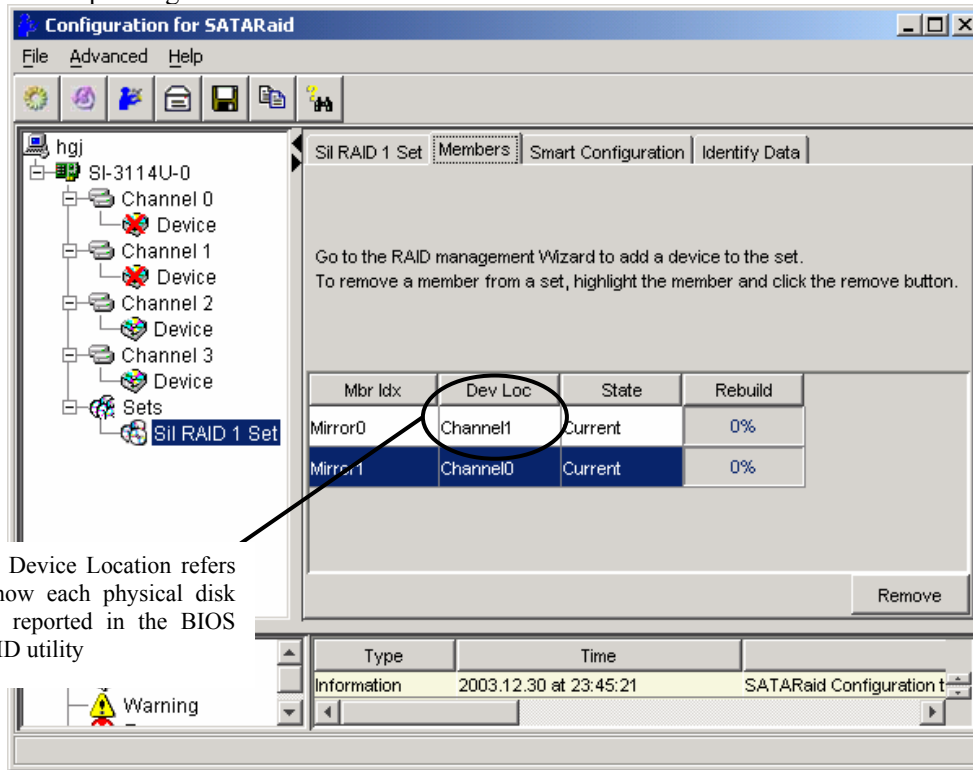 Configuration for SATARaid
File Advanced Help
hgj
SI-3114U-0
Channel 0
Device
Channel 1
Device
Channel 2
Device
Channel 3
Device
Sets
Sil RAID 1 Set
Sil RAID 1 Set Members Smart Configuration Identify Data
Go to the RAID management Wizard to add a device to the set.
To remove a member from a set, highlight the member and click the remove button.
Mbr Idx Dev Loc State Rebuild
Mirror0 Channel1 Current 0%
Mirror1 Channel0 Current 0%
Remove
Device Location refers
how each physical disk
reported in the BIOS
ID utility
Type Time
Information 2003.12.30 at 23:45:21 SATARaid Configuration t
Warning